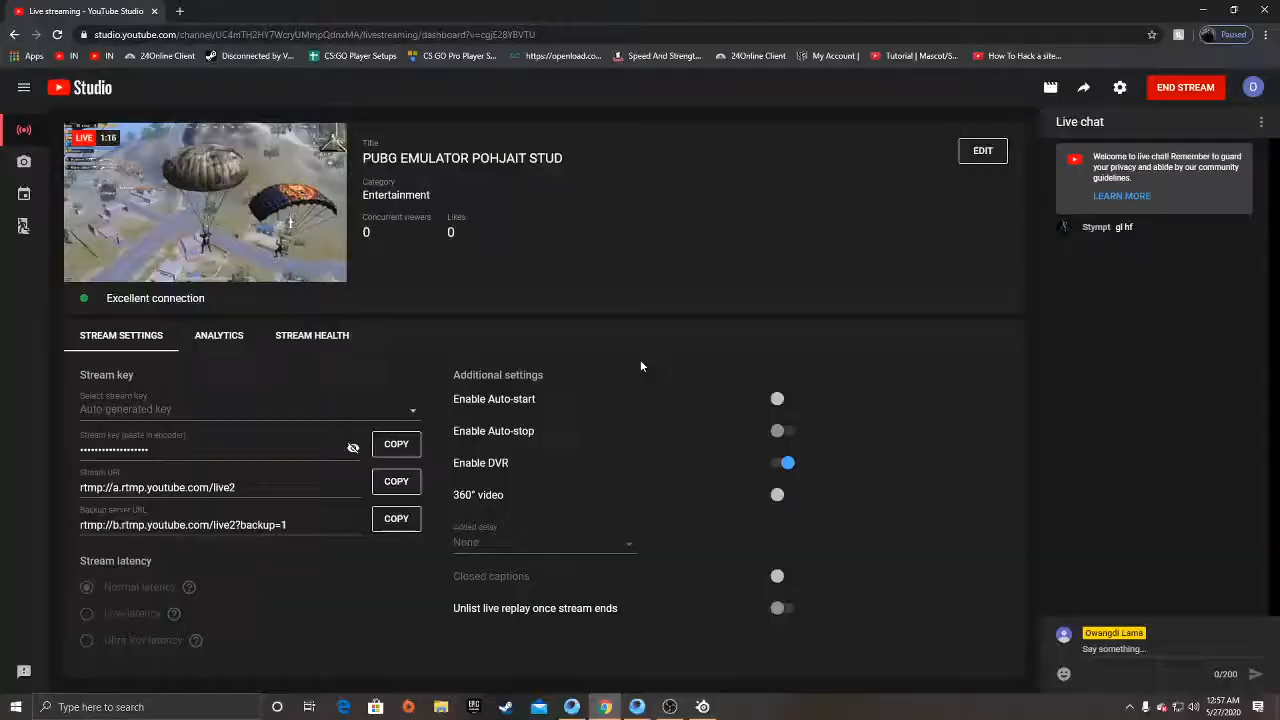 Live streaming - YouTube Studio
studio.youtube.com/channel/UC4mTH2HY7WcryUMmpQdnxMA/livestreaming/dashboard?v=cgjE28YBVTU
Paused
Apps
IN
IN
24Online Client
Disconnected by V...
CS:GO Player Settings
CS GO Pro Player S...
https://openload.co...
Speed And Strengt...
24Online Client
My Account |
Tutorial | Mascot/S...
How To Hack a site...
Studio
END STREAM
O
LIVE 1:16
Title
PUBG EMULATOR POHJKIT STUD
EDIT
Category
Entertainment
Concurrent viewers
Likes
0
0
Excellent connection
STREAM SETTINGS
ANALYTICS
STREAM HEALTH
Stream key
Select stream key
Auto-generated key
Stream key (paste in encoder)
••••••••••••••••••
COPY
Stream URL
rtmp://a.rtmp.youtube.com/live2
COPY
Backup server URL
rtmp://b.rtmp.youtube.com/live2?backup=1
COPY
Stream latency
Normal latency
Low-latency
Ultra low-latency
Additional settings
Enable Auto-start
Enable Auto-stop
Enable DVR
360° video
Added delay
None
Closed captions
Unlist live replay once stream ends
Live chat
Welcome to live chat! Remember to guard
your privacy and abide by our community
guidelines.
LEARN MORE
Stympt gl hf
Owangdi Lama
Say something...
0/200
Type here to search
EPIC
12:57 AM
5/27/2020